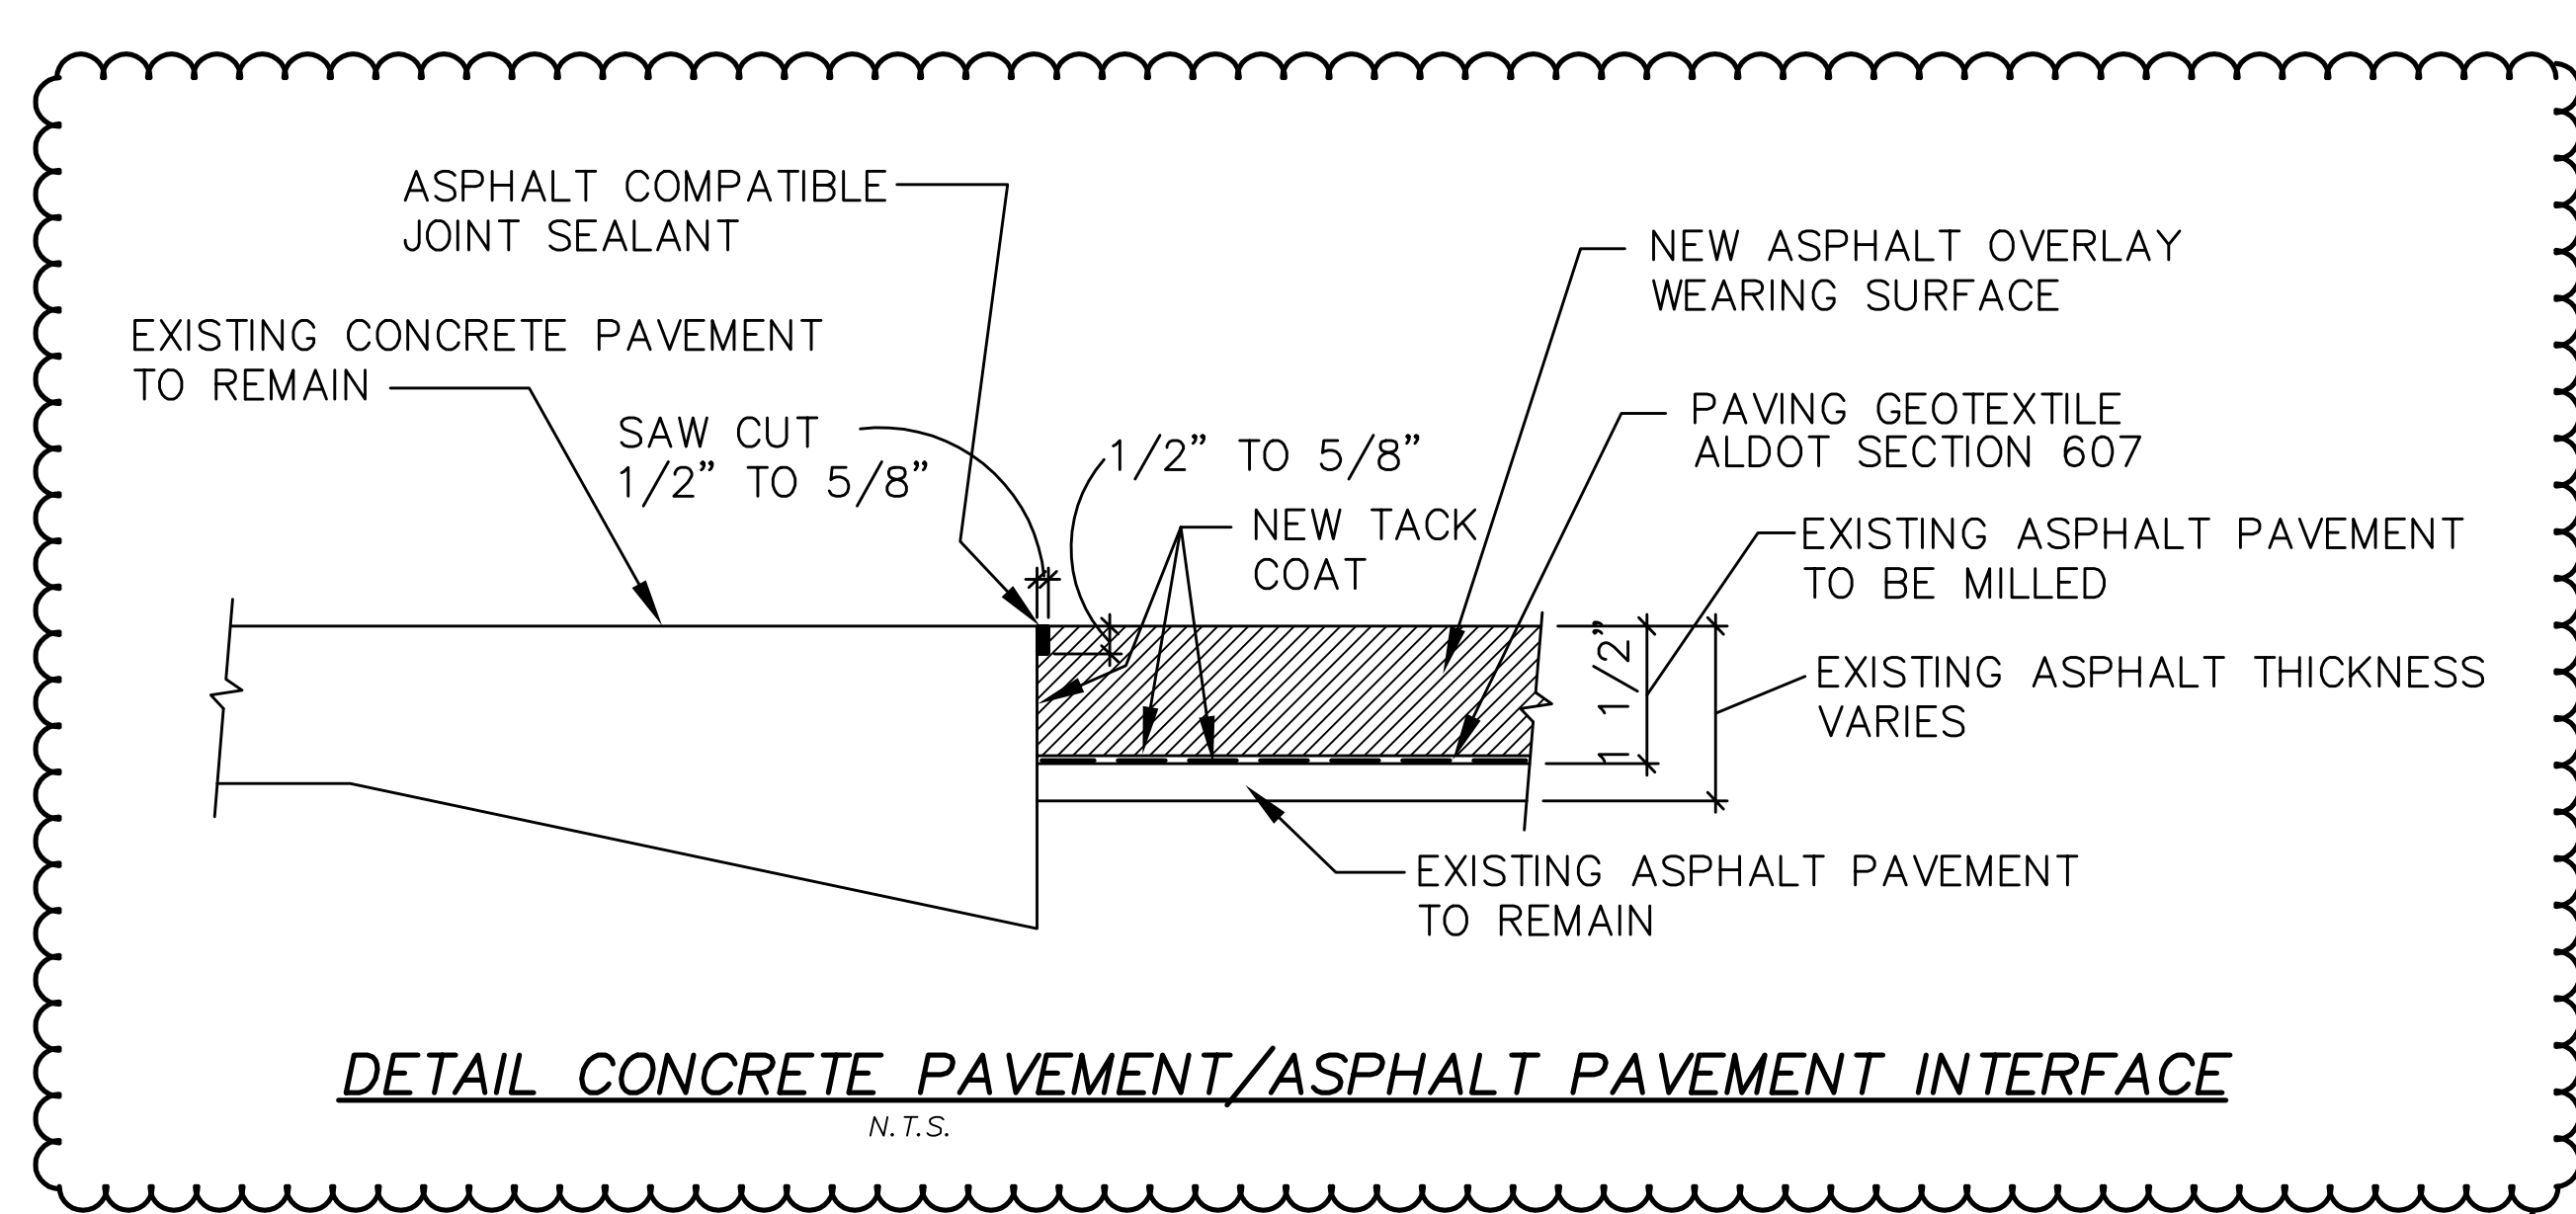 ASPHALT COMPATIBLE
JOINT SEALANT
EXISTING CONCRETE PAVEMENT
TO REMAIN
SAW CUT
1/2" TO 5/8"
1/2" TO 5/8"
NEW TACK
COAT
NEW ASPHALT OVERLAY
WEARING SURFACE
PAVING GEOTEXTILE
ALDOT SECTION 607
EXISTING ASPHALT PAVEMENT
TO BE MILLED
1 1/2"
EXISTING ASPHALT THICKNESS
VARIES
EXISTING ASPHALT PAVEMENT
TO REMAIN
DETAIL CONCRETE PAVEMENT/ASPHALT PAVEMENT INTERFACE
N.T.S.